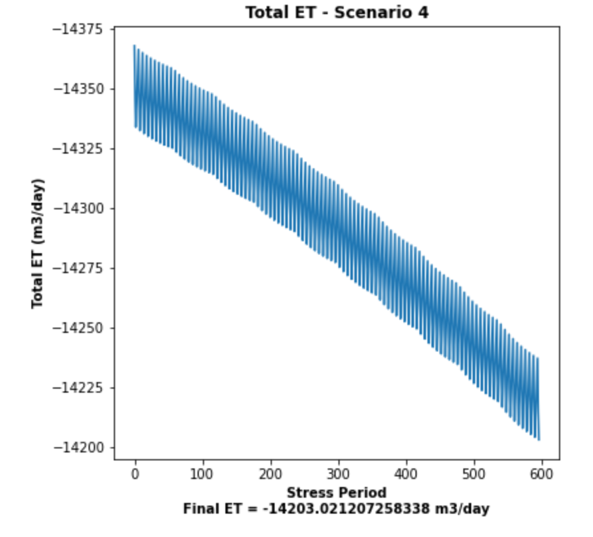 Total ET - Scenario 4
−14375
−14350
−14325
−14300
−14275
−14250
−14225
−14200
Total ET (m3/day)
0 100 200 300 400 500 600
Stress Period
Final ET = -14203.021207258338 m3/day